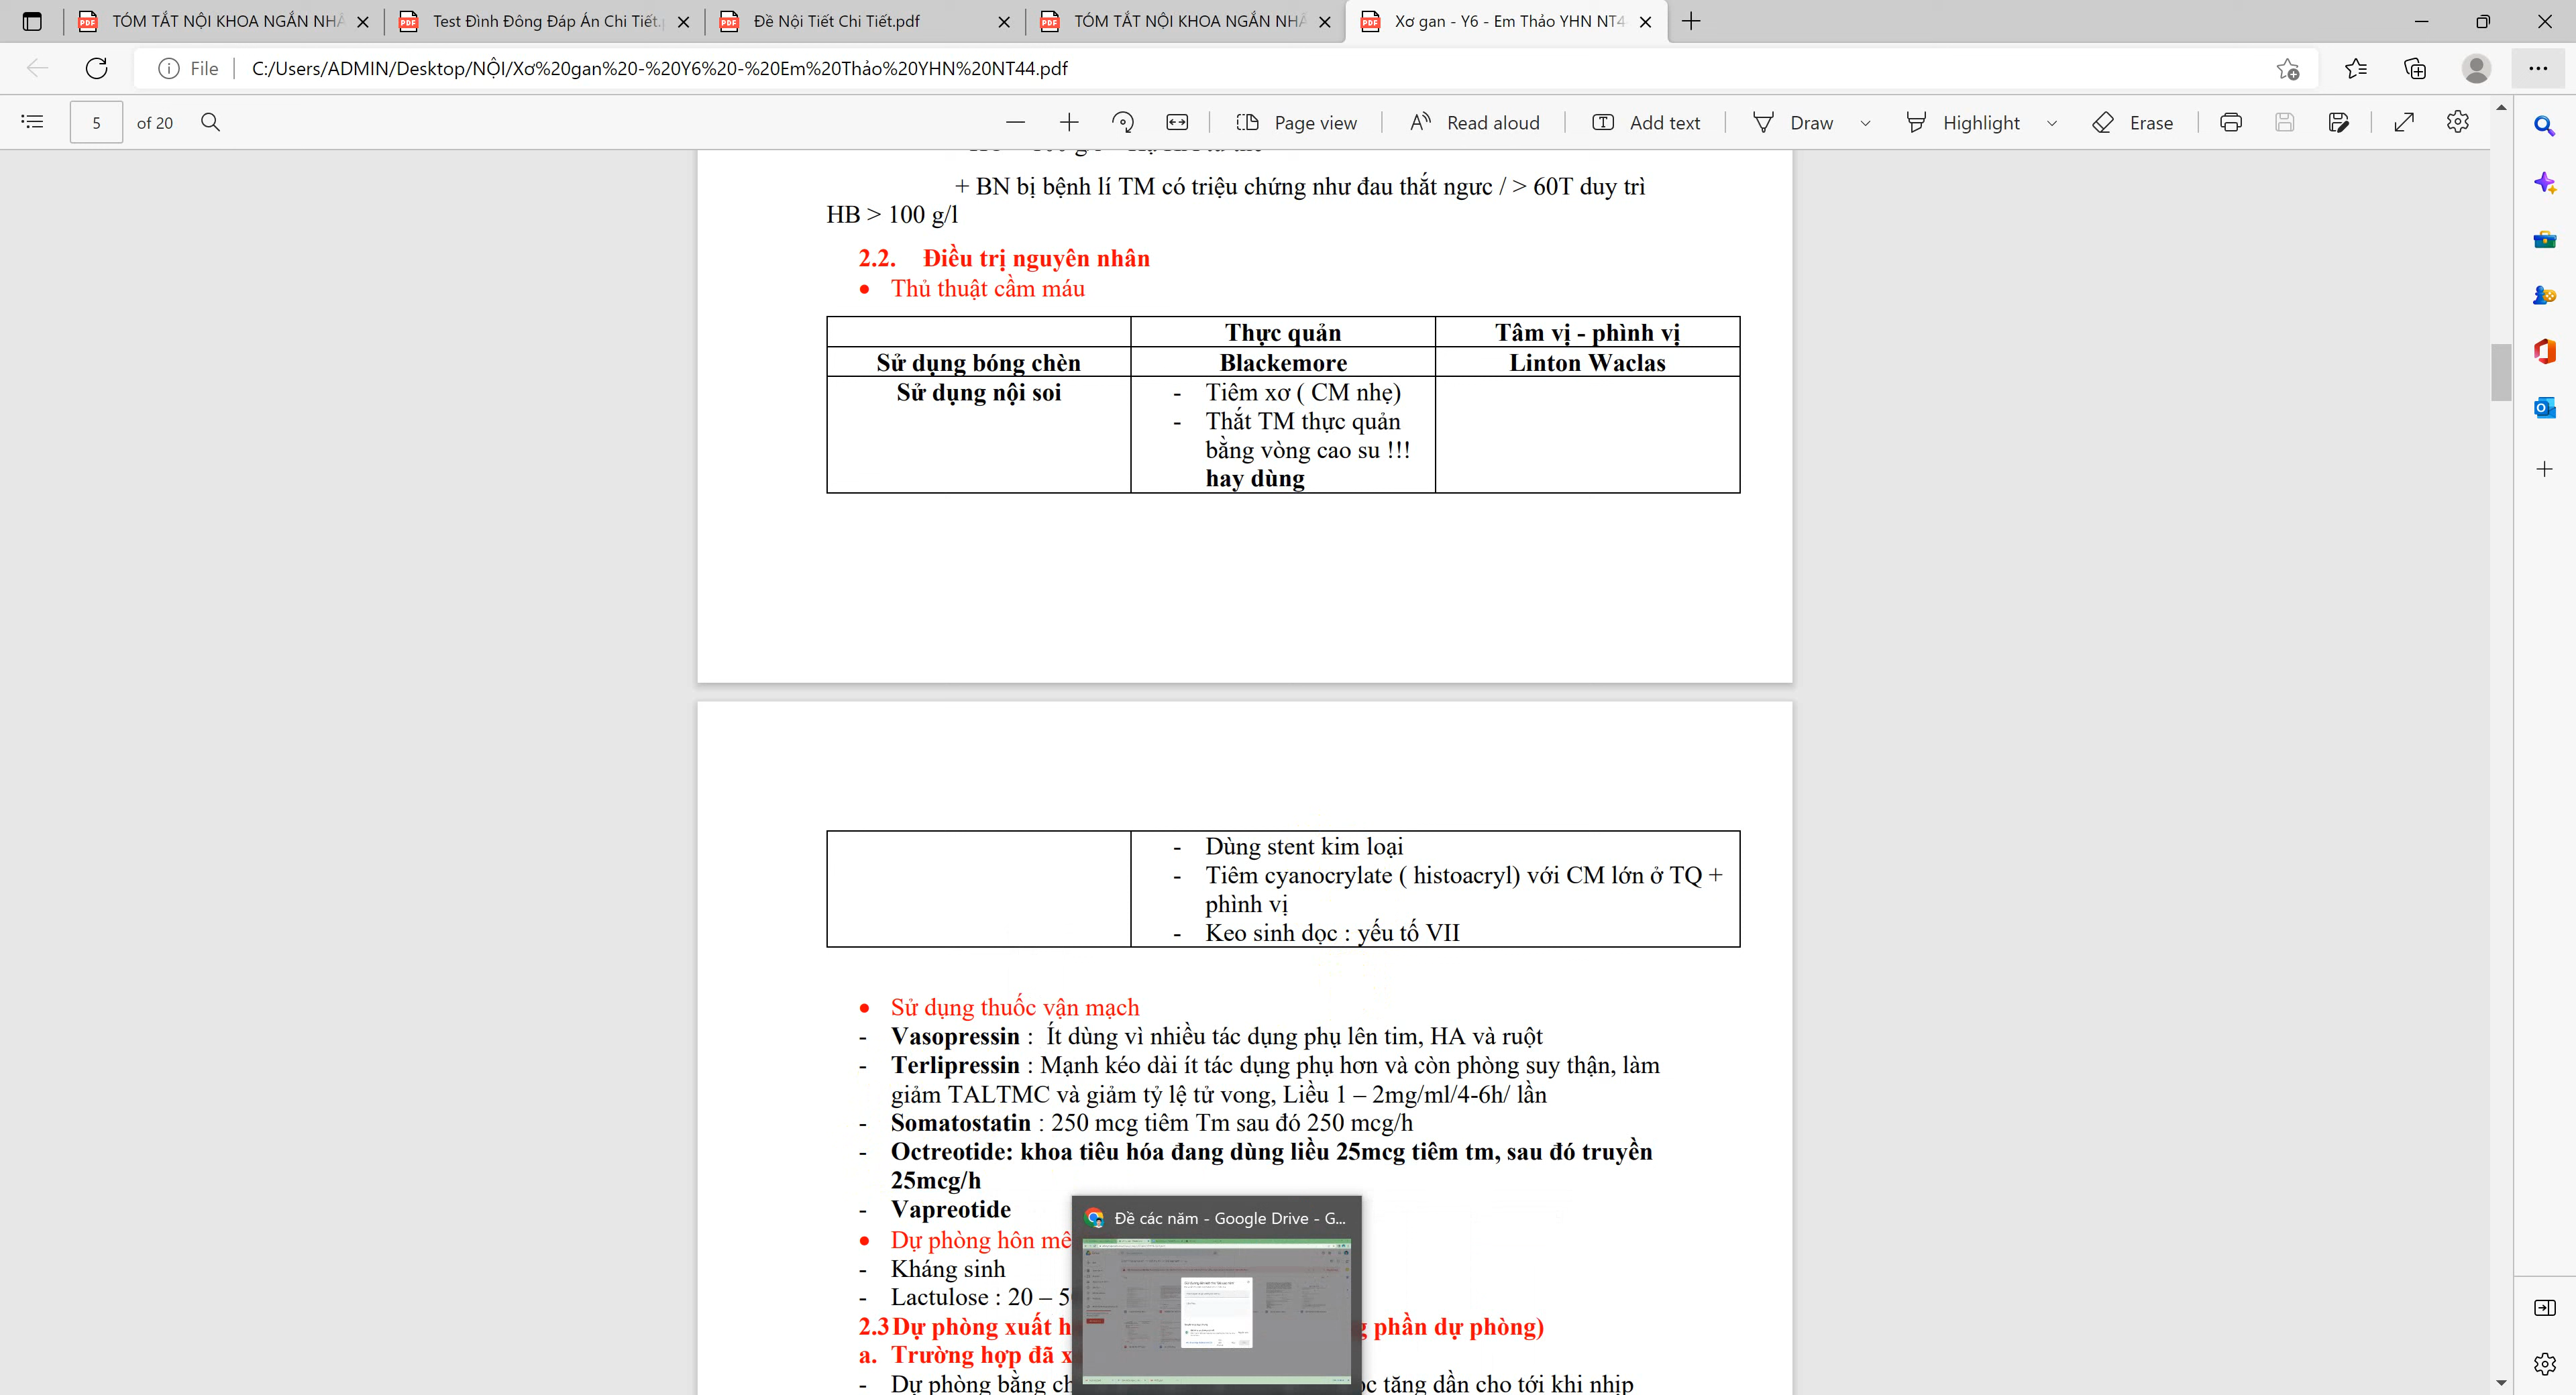 TÓM TẮT NỘI KHOA NGẮN NHẤ
Test Đình Đông Đáp Án Chi Tiết.p
Đề Nội Tiết Chi Tiết.pdf
TÓM TẮT NỘI KHOA NGẮN NHẤ
Xơ gan - Y6 - Em Thảo YHN NT4
File
C:/Users/ADMIN/Desktop/NỘI/Xơ%20gan%20-%20Y6%20-%20Em%20Thảo%20YHN%20NT44.pdf
5 of 20
Page view
Read aloud
Add text
Draw
Highlight
Erase
+ BN bị bệnh lí TM có triệu chứng như đau thắt ngưc / > 60T duy trì
HB > 100 g/l
2.2. Điều trị nguyên nhân
• Thủ thuật cầm máu
Thực quản Tâm vị - phình vị
Sử dụng bóng chèn Blackemore Linton Waclas
Sử dụng nội soi - Tiêm xơ ( CM nhẹ)
- Thắt TM thực quản
bằng vòng cao su !!!
hay dùng
- Dùng stent kim loại
- Tiêm cyanocrylate ( histoacryl) với CM lớn ở TQ +
phình vị
- Keo sinh dọc : yếu tố VII
• Sử dụng thuốc vận mạch
- Vasopressin : Ít dùng vì nhiều tác dụng phụ lên tim, HA và ruột
- Terlipressin : Mạnh kéo dài ít tác dụng phụ hơn và còn phòng suy thận, làm
giảm TALTMC và giảm tỷ lệ tử vong, Liều 1 – 2mg/ml/4-6h/ lần
- Somatostatin : 250 mcg tiêm Tm sau đó 250 mcg/h
- Octreotide: khoa tiêu hóa đang dùng liều 25mcg tiêm tm, sau đó truyền
25mcg/h
- Vapreotide
Đề các năm - Google Drive - G...
• Dự phòng hôn mê
- Kháng sinh
- Lactulose : 20 – 5
2.3 Dự phòng xuất h g phần dự phòng)
a. Trường hợp đã x
- Dự phòng bằng ch ọc tăng dần cho tới khi nhịp